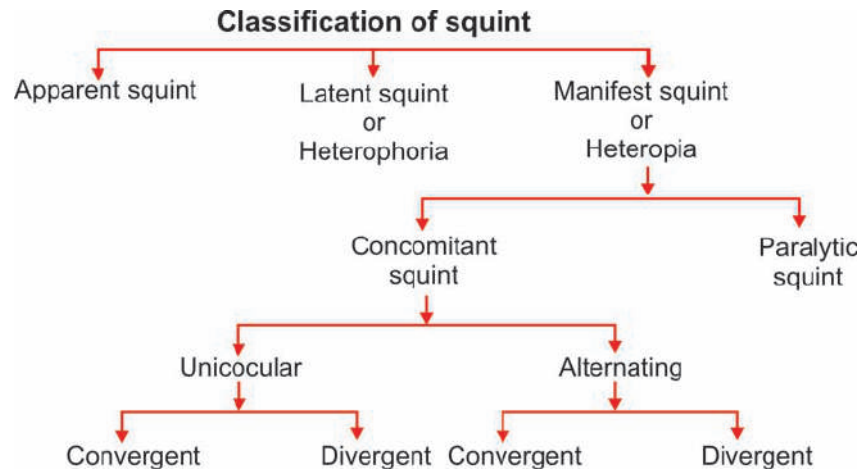 Classification of squint
Apparent squint
Latent squint
or
Heterophoria
Manifest squint
or
Heteropia
Concomitant
squint
Paralytic
squint
Unicocular
Alternating
Convergent
Divergent
Convergent
Divergent